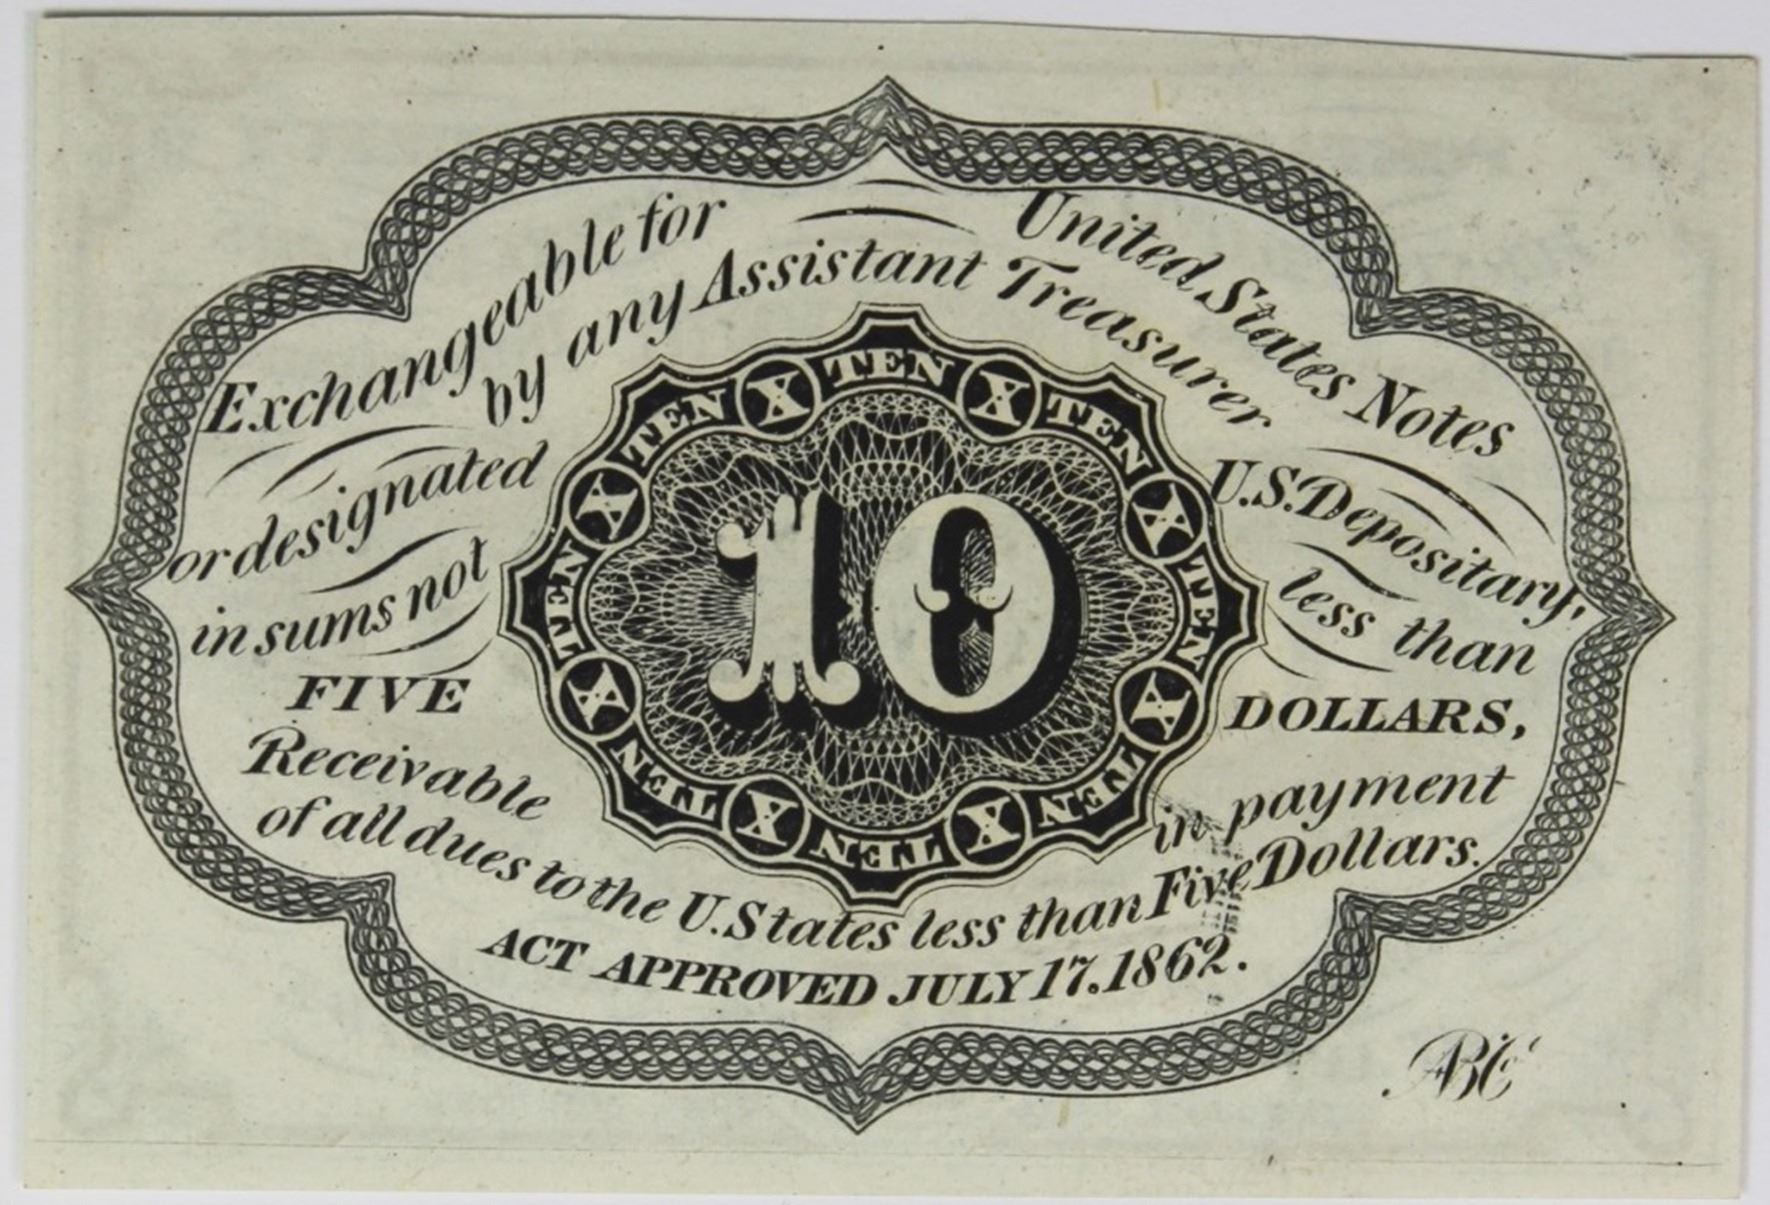 Exchangeable for United States Notes
by any Assistant Treasurer
or designated U.S. Depositary,
in sums not less than
FIVE DOLLARS,
Receivable in payment
of all dues to the U. States less than Five Dollars.
ACT APPROVED JULY 17. 1862.
TEN X TEN X TEN X TEN X TEN X TEN X TEN X TEN X
10
ABCº